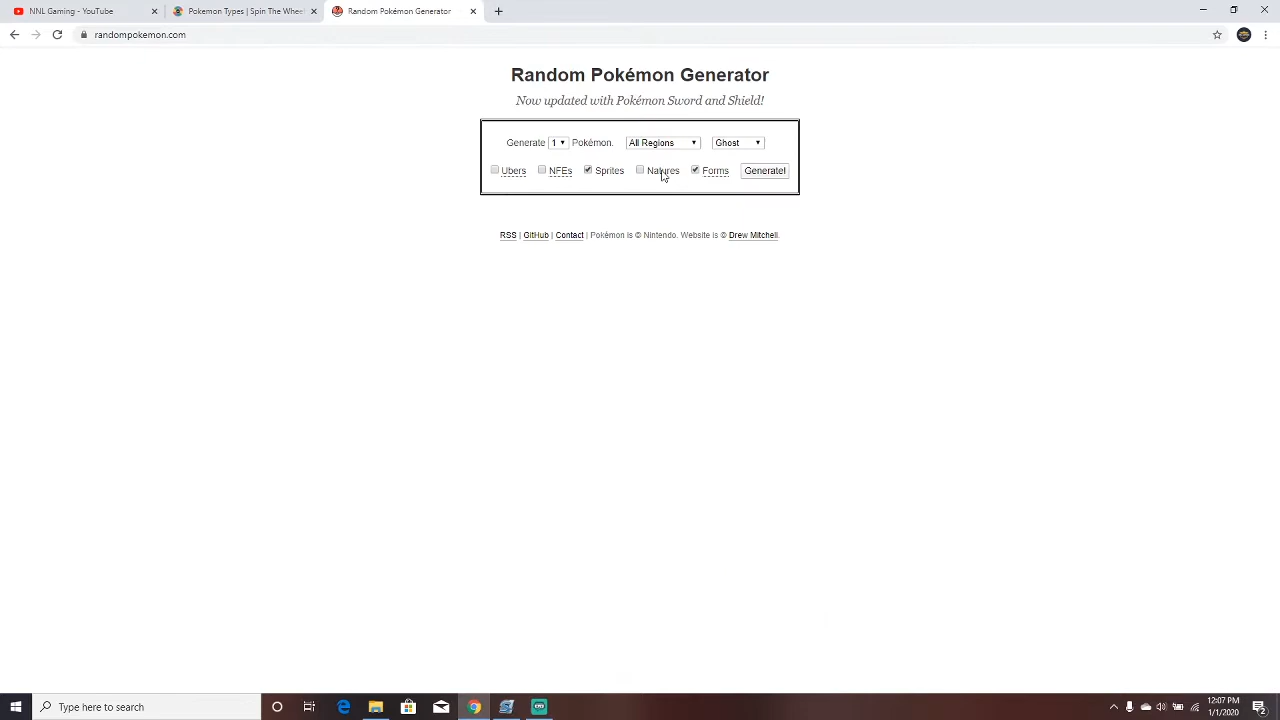 NNL Gaming - YouTube
Pokemon Types | Spin The Whee
Random Pokémon Generator
randompokemon.com
Random Pokémon Generator
Now updated with Pokémon Sword and Shield!
Generate 1 Pokémon. All Regions Ghost
Ubers NFEs Sprites Natures Forms Generate!
RSS | GitHub | Contact | Pokémon is © Nintendo. Website is © Drew Mitchell.
Type here to search
12:07 PM
1/1/2020
2